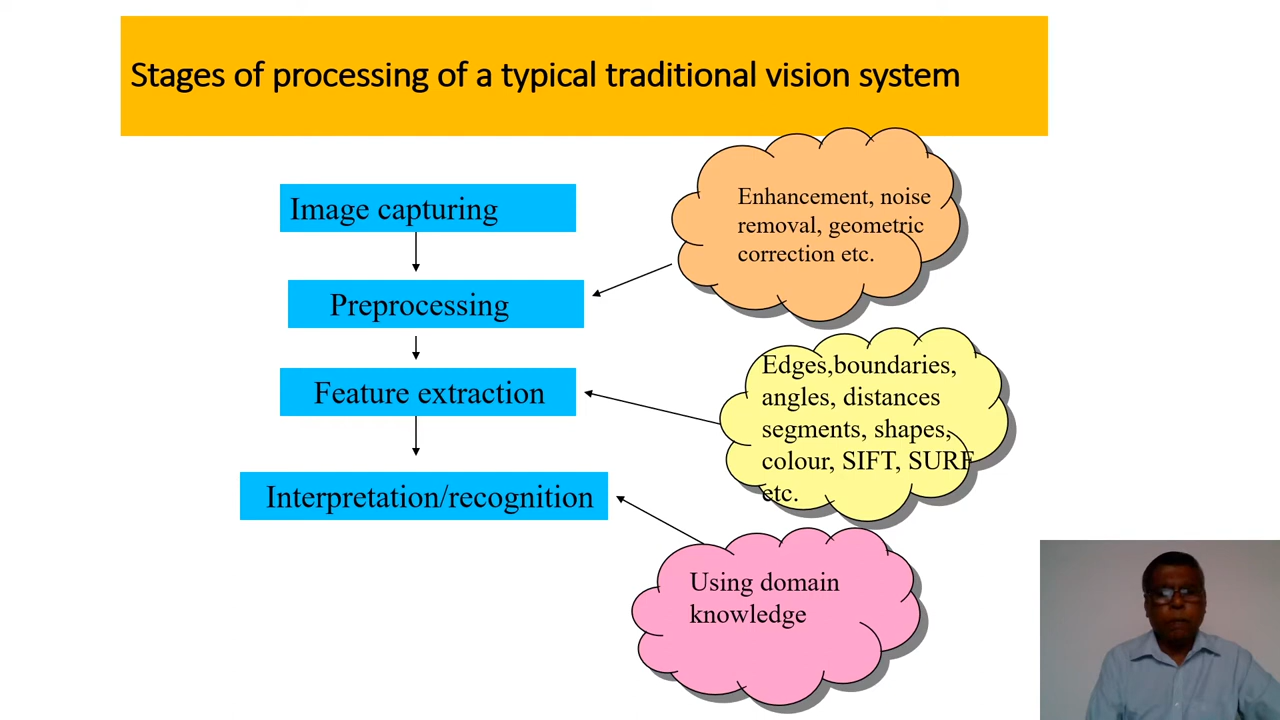 Stages of processing of a typical traditional vision system
Image capturing
Enhancement, noise
removal, geometric
correction etc.
Preprocessing
Edges,boundaries,
angles, distances
segments, shapes,
colour, SIFT, SURF
etc.
Feature extraction
Interpretation/recognition
Using domain
knowledge